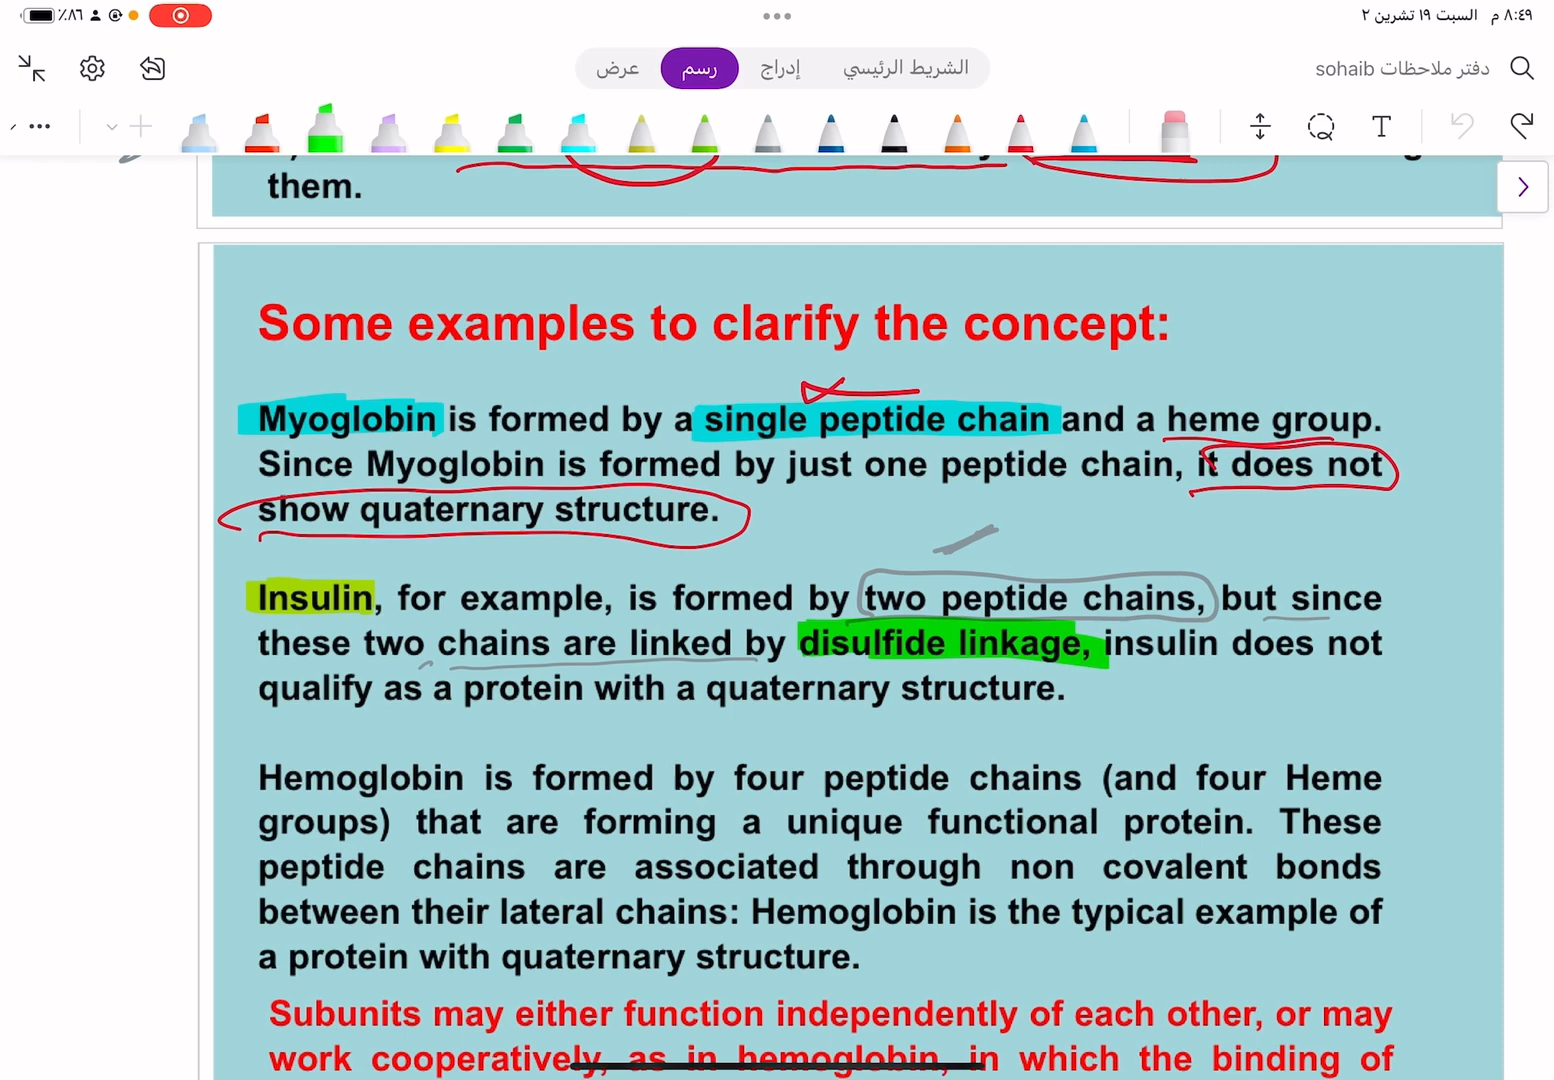 ٪٨٦
السبت ١٩ تشرين ٢ ٨:٤٩ م
عرض رسم إدراج الشريط الرئيسي
دفتر ملاحظات sohaib
T
them.
Some examples to clarify the concept:
Myoglobin is formed by a single peptide chain and a heme group.
Since Myoglobin is formed by just one peptide chain, it does not
show quaternary structure.
Insulin, for example, is formed by two peptide chains, but since
these two chains are linked by disulfide linkage, insulin does not
qualify as a protein with a quaternary structure.
Hemoglobin is formed by four peptide chains (and four Heme
groups) that are forming a unique functional protein. These
peptide chains are associated through non covalent bonds
between their lateral chains: Hemoglobin is the typical example of
a protein with quaternary structure.
Subunits may either function independently of each other, or may
work cooperatively, as in hemoglobin, in which the binding of